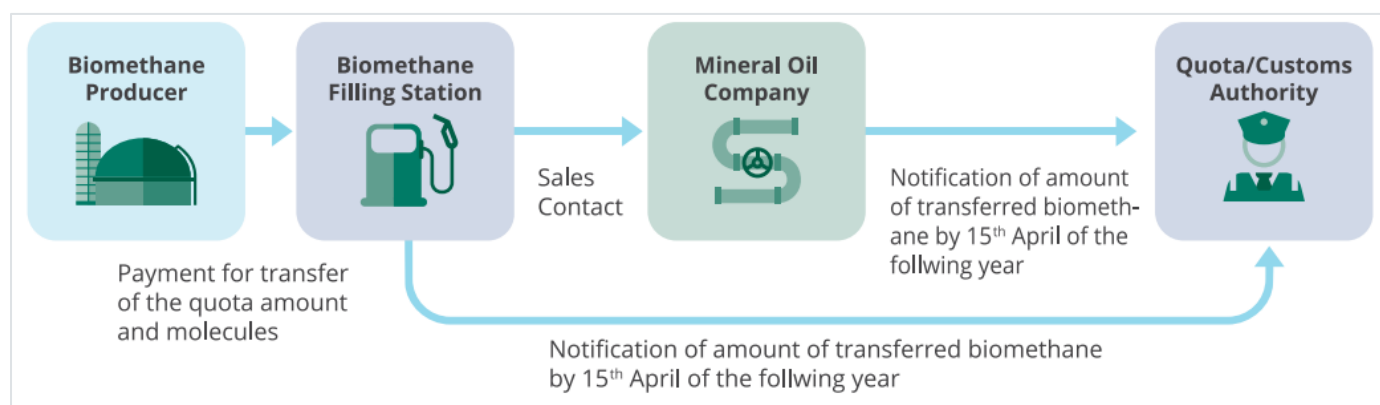 Biomethane
Producer
Biomethane
Filling Station
Mineral Oil
Company
Quota/Customs
Authority
Sales
Contact
Notification of amount
of transferred biometh-
ane by 15th April of the
follwing year
Payment for transfer
of the quota amount
and molecules
Notification of amount of transferred biomethane
by 15th April of the follwing year